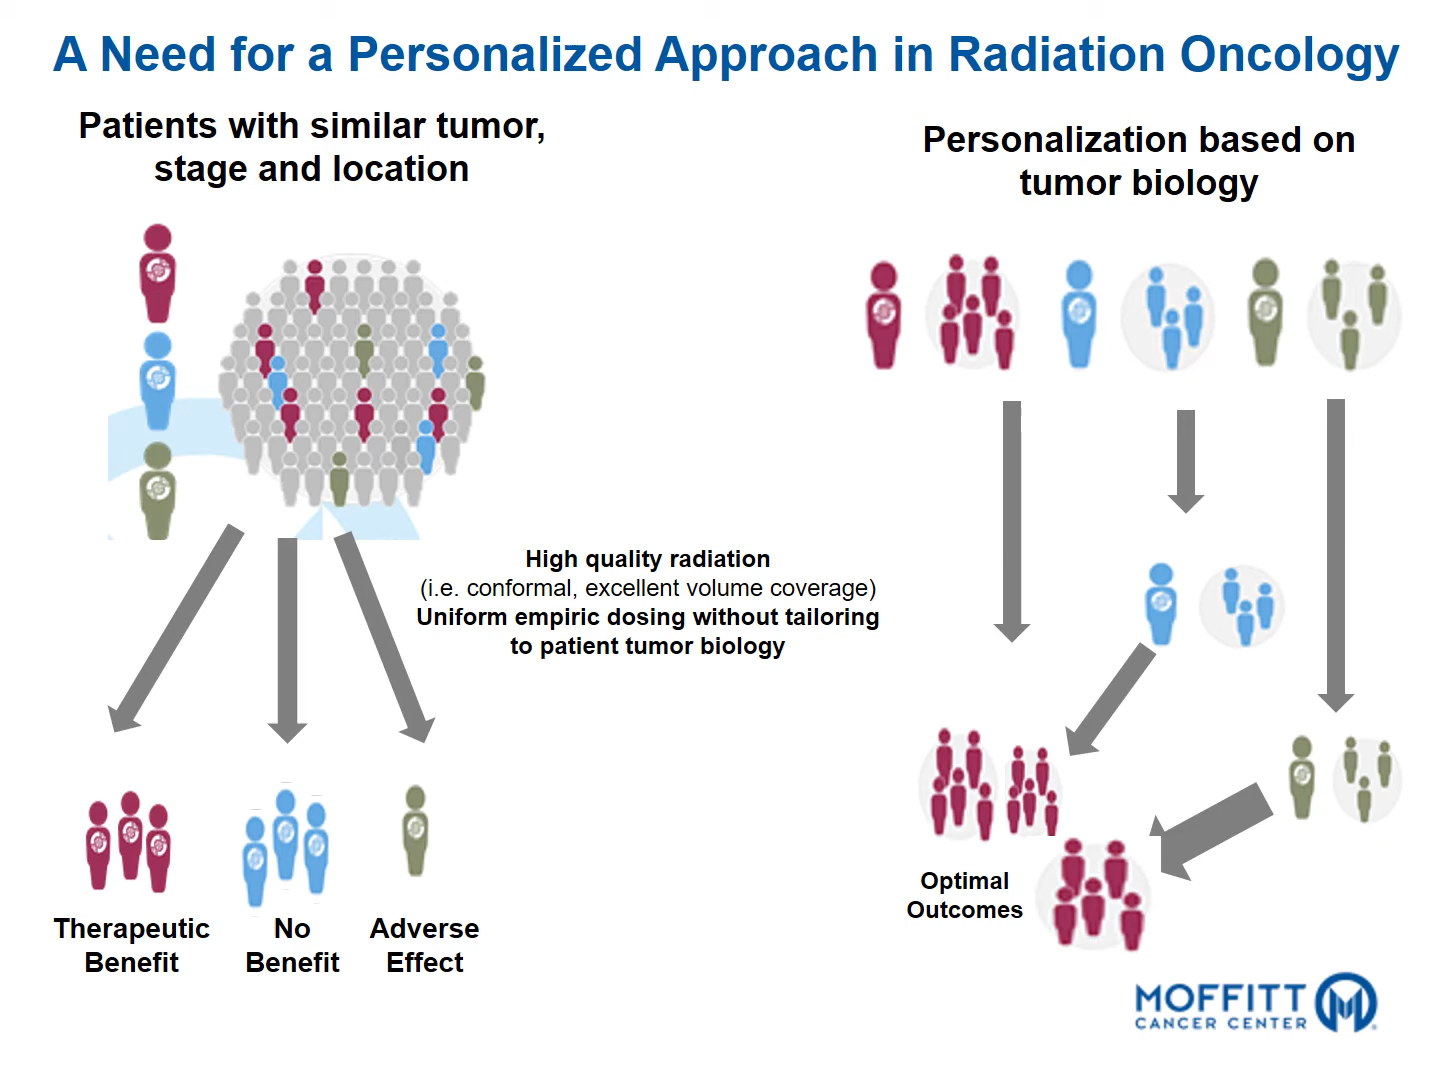 A Need for a Personalized Approach in Radiation Oncology
Patients with similar tumor,
stage and location
Personalization based on
tumor biology
High quality radiation
(i.e. conformal, excellent volume coverage)
Uniform empiric dosing without tailoring
to patient tumor biology
Therapeutic
Benefit
No
Benefit
Adverse
Effect
Optimal
Outcomes
MOFFITT
CANCER CENTER